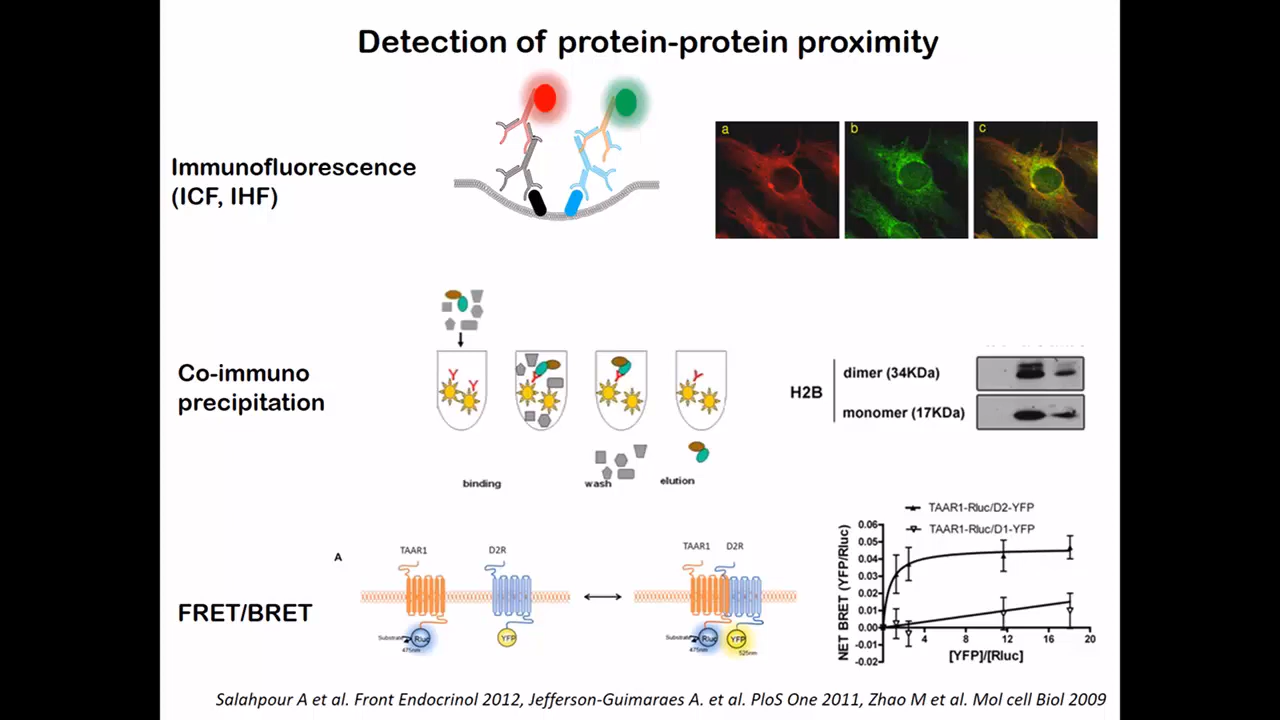 Detection of protein-protein proximity
Immunofluorescence
(ICF, IHF)
a
b
c
Co-immuno
precipitation
binding
wash
elution
H2B
dimer (34KDa)
monomer (17KDa)
FRET/BRET
A
TAAR1
D2R
Substrate
Rluc
475nm
YFP
TAAR1
D2R
Substrate
Rluc
475nm
YFP
525nm
TAAR1-Rluc/D2-YFP
TAAR1-Rluc/D1-YFP
NET BRET (YFP/Rluc)
0.06
0.05
0.04
0.03
0.02
0.01
0.00
-0.01
-0.02
4
8
12
16
20
[YFP]/[Rluc]
Salahpour A et al. Front Endocrinol 2012, Jefferson-Guimaraes A. et al. PloS One 2011, Zhao M et al. Mol cell Biol 2009